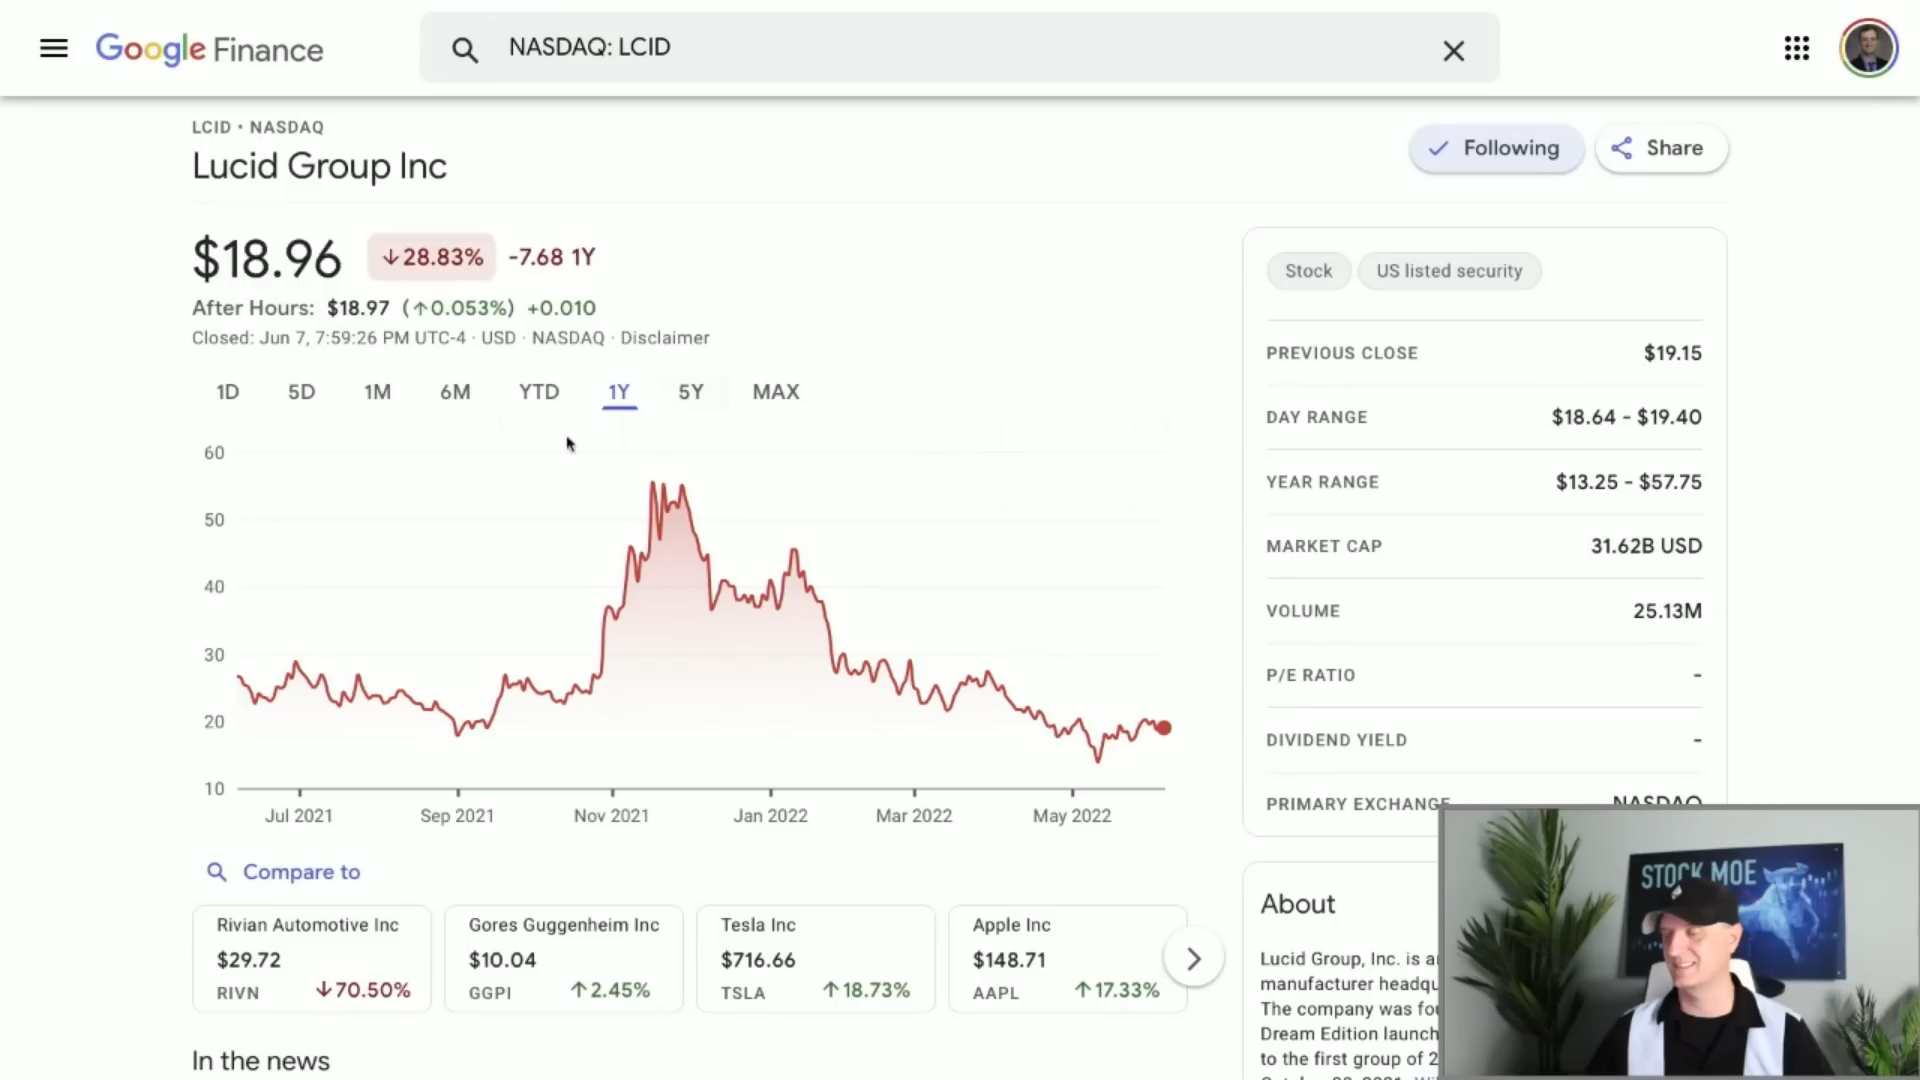 Google Finance
NASDAQ: LCID
LCID • NASDAQ
Lucid Group Inc
Following
Share
$18.96 ↓28.83% -7.68 1Y
After Hours: $18.97 (↑0.053%) +0.010
Closed: Jun 7, 7:59:26 PM UTC-4 · USD · NASDAQ · Disclaimer
1D 5D 1M 6M YTD 1Y 5Y MAX
60
50
40
30
20
10
Jul 2021 Sep 2021 Nov 2021 Jan 2022 Mar 2022 May 2022
Compare to
Rivian Automotive Inc
$29.72
RIVN ↓70.50%
Gores Guggenheim Inc
$10.04
GGPI ↑2.45%
Tesla Inc
$716.66
TSLA ↑18.73%
Apple Inc
$148.71
AAPL ↑17.33%
In the news
Stock US listed security
PREVIOUS CLOSE $19.15
DAY RANGE $18.64 - $19.40
YEAR RANGE $13.25 - $57.75
MARKET CAP 31.62B USD
VOLUME 25.13M
P/E RATIO -
DIVIDEND YIELD -
PRIMARY EXCHANGE NASDAQ
About
Lucid Group, Inc. is
manufacturer
The company was
Dream Edition launch
to the first group of 2
STOCK MOE